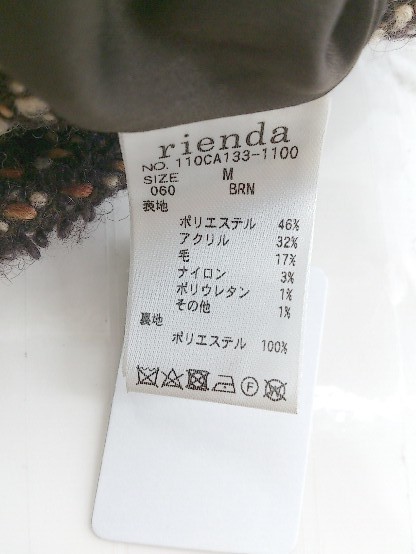 rienda
NO. 110CA133-1100
SIZE M
060 BRN
表地
ポリエステル 46%
アクリル 32%
毛 17%
ナイロン 3%
ポリウレタン 1%
その他 1%
裏地
ポリエステル 100%
F